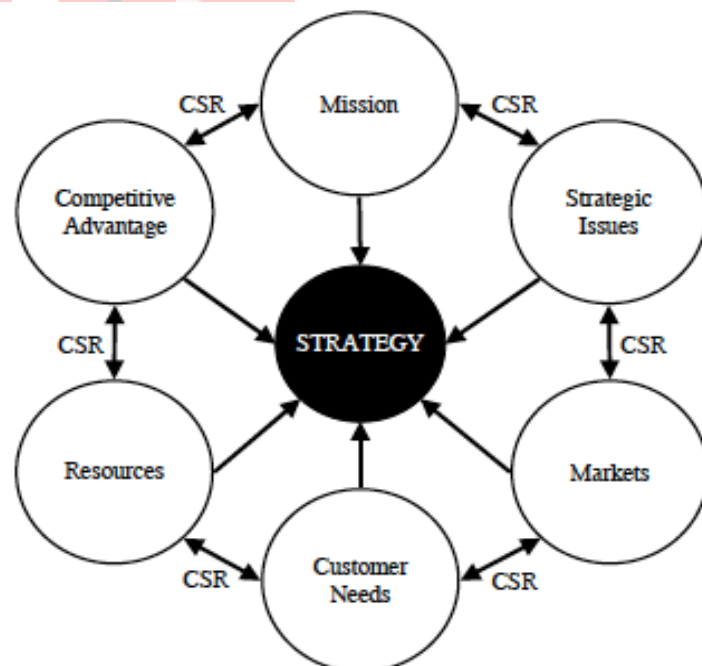 CSR
Mission
CSR
Competitive
Advantage
Strategic
Issues
CSR
STRATEGY
CSR
Resources
Markets
CSR
Customer
Needs
CSR